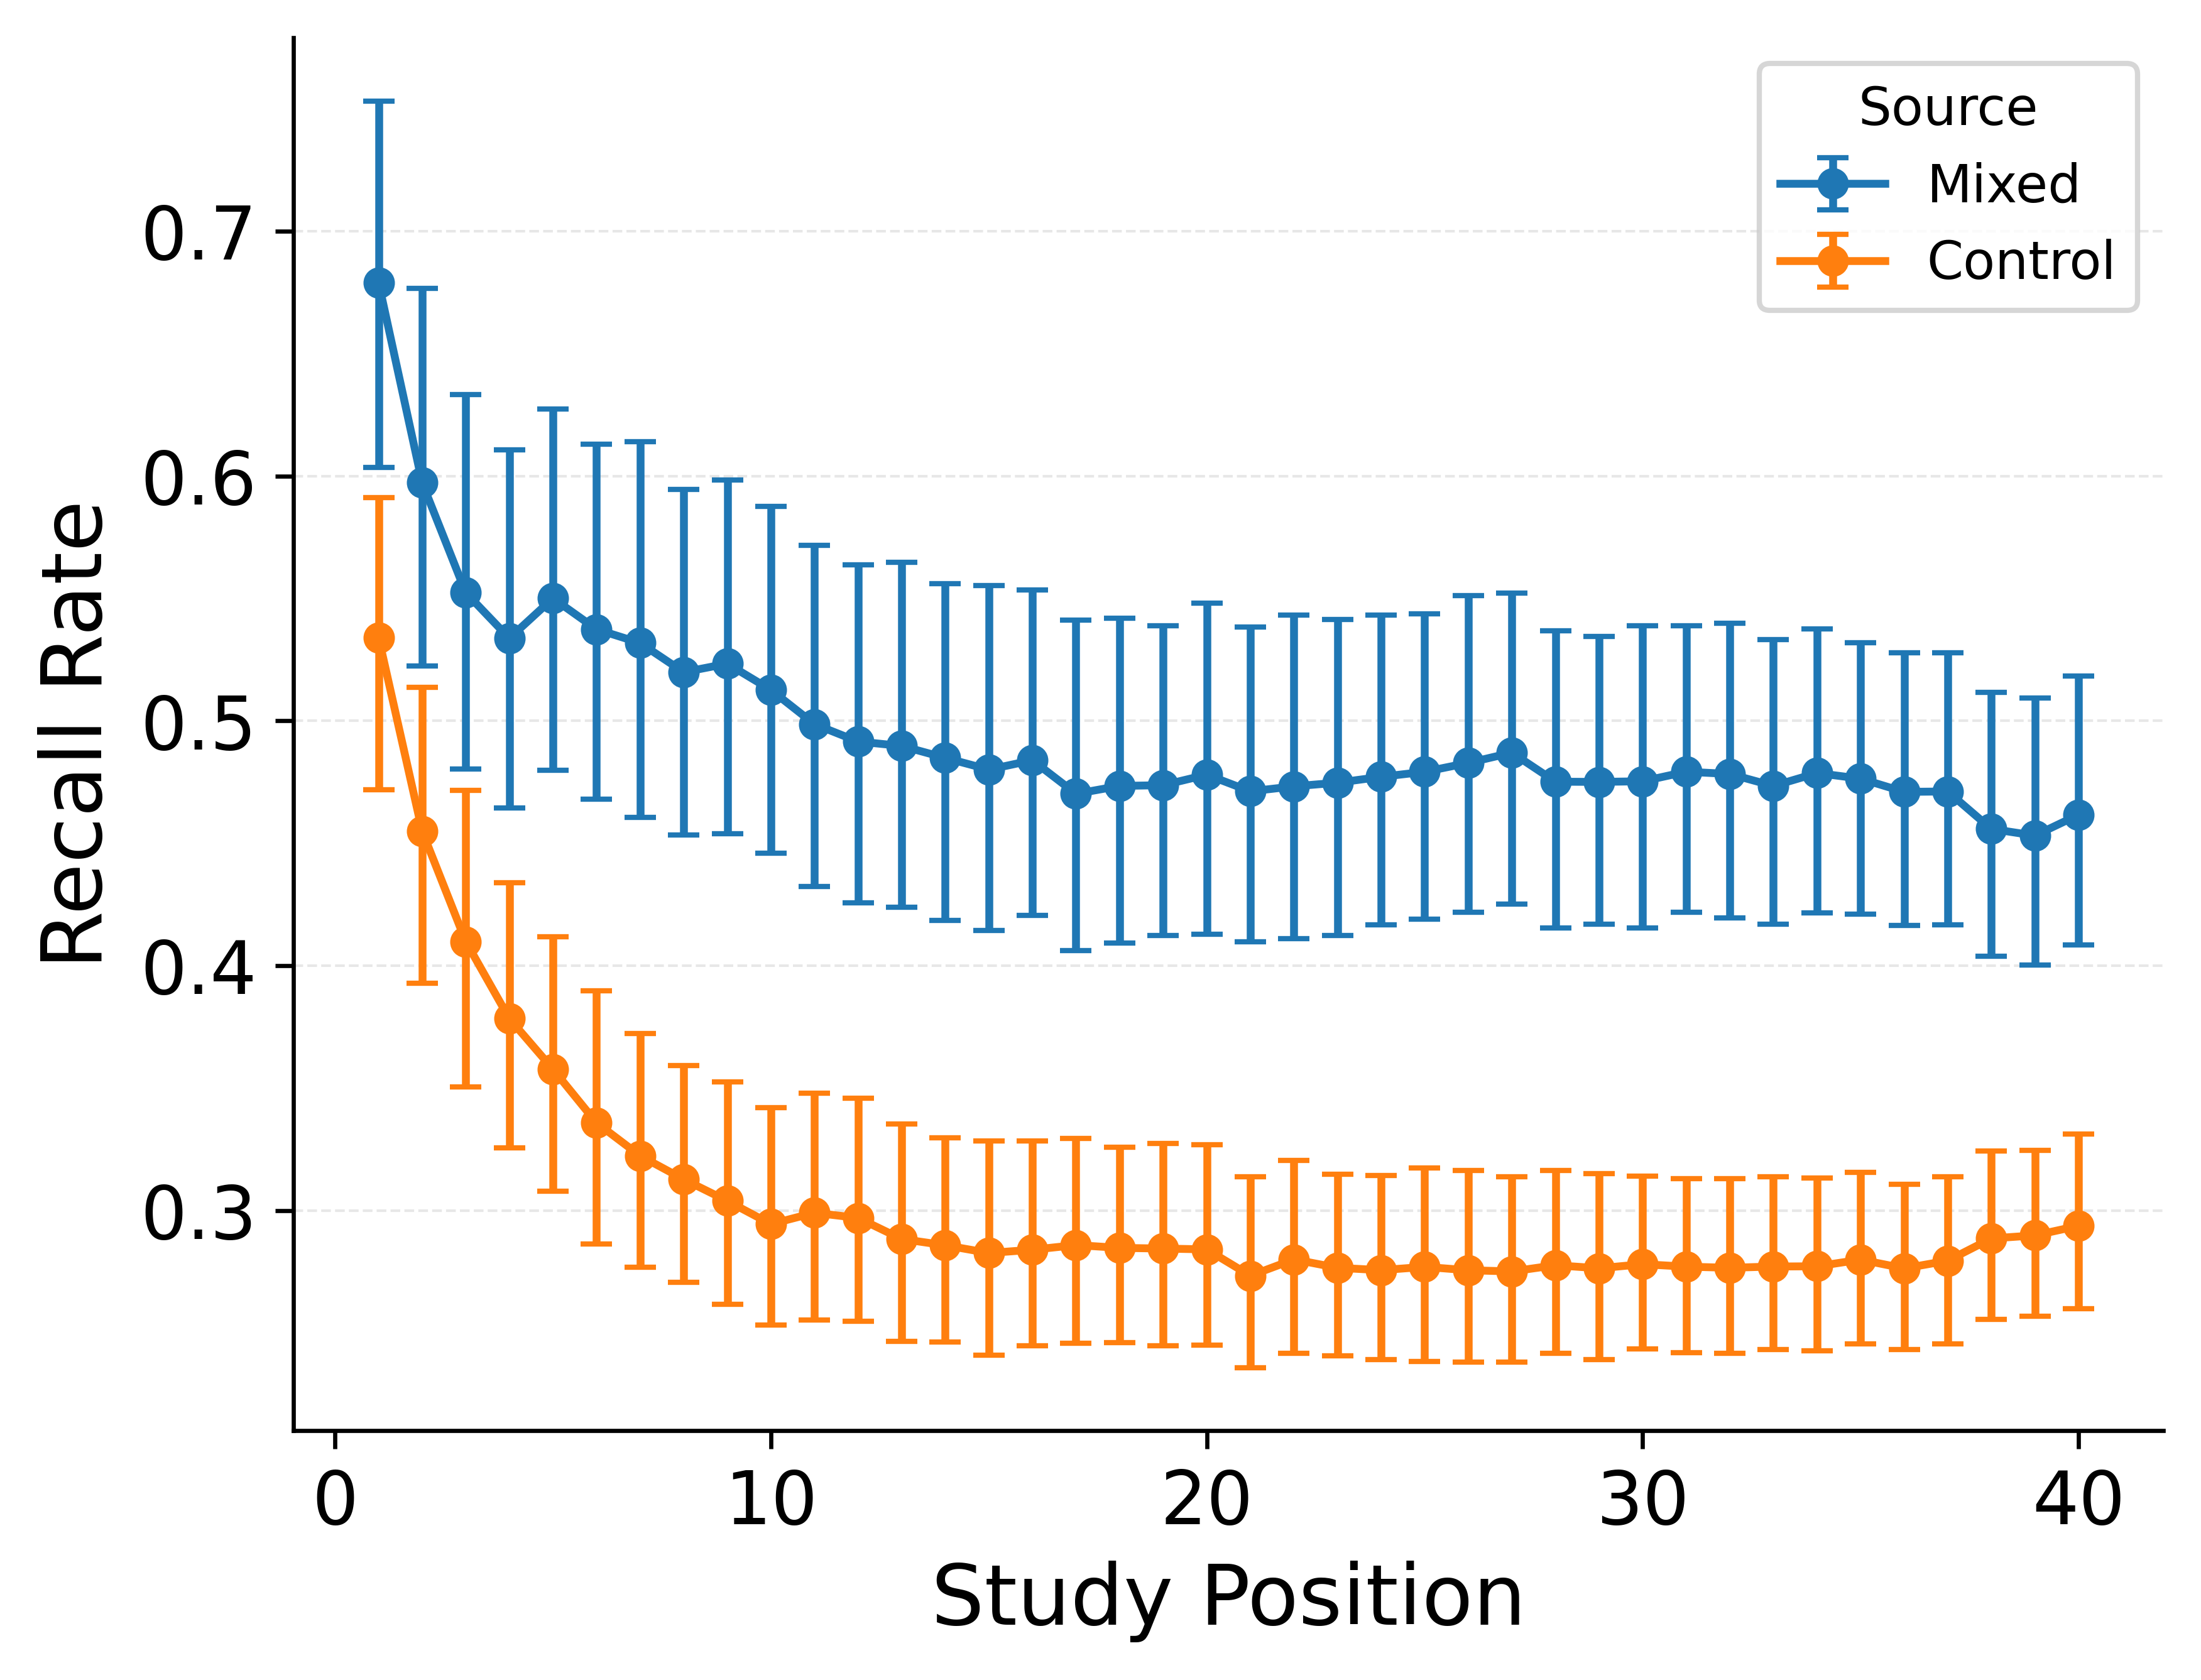 Source
Mixed
Control
Recall Rate
0.7
0.6
0.5
0.4
0.3
0 10 20 30 40
Study Position